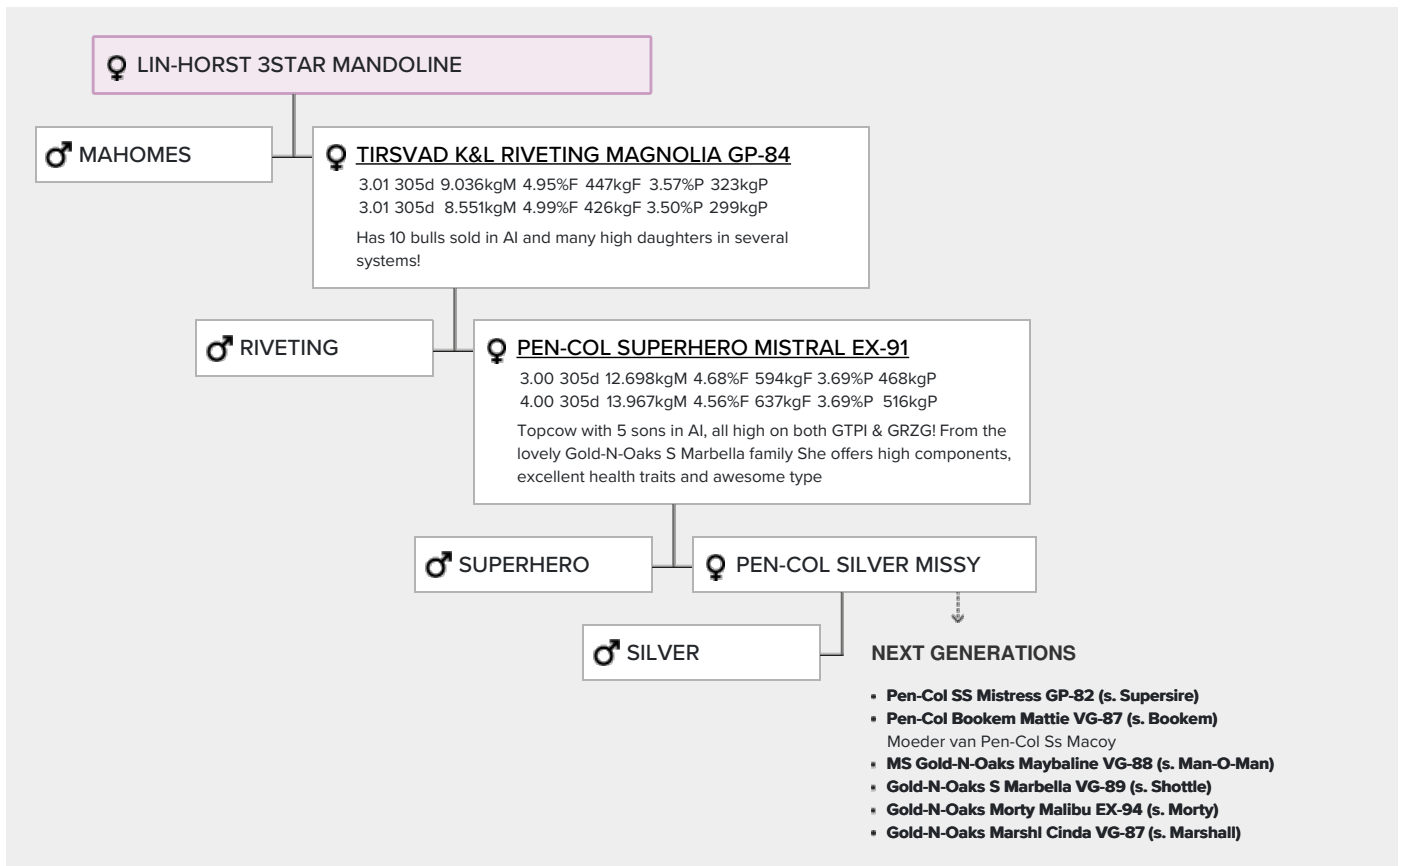 LIN-HORST 3STAR MANDOLINE
MAHOMES
TIRSVAD K&L RIVETING MAGNOLIA GP-84
3.01 305d 9.036kgM 4.95%F 447kgF 3.57%P 323kgP
3.01 305d 8.551kgM 4.99%F 426kgF 3.50%P 299kgP
Has 10 bulls sold in AI and many high daughters in several
systems!
RIVETING
PEN-COL SUPERHERO MISTRAL EX-91
3.00 305d 12.698kgM 4.68%F 594kgF 3.69%P 468kgP
4.00 305d 13.967kgM 4.56%F 637kgF 3.69%P 516kgP
Topcow with 5 sons in AI, all high on both GTPI & GRZG! From the
lovely Gold-N-Oaks S Marbella family She offers high components,
excellent health traits and awesome type
SUPERHERO
PEN-COL SILVER MISSY
SILVER
NEXT GENERATIONS
Pen-Col SS Mistress GP-82 (s. Supersire)
Pen-Col Bookem Mattie VG-87 (s. Bookem)
Moeder van Pen-Col Ss Macoy
MS Gold-N-Oaks Maybaline VG-88 (s. Man-O-Man)
Gold-N-Oaks S Marbella VG-89 (s. Shottle)
Gold-N-Oaks Morty Malibu EX-94 (s. Morty)
Gold-N-Oaks Marshl Cinda VG-87 (s. Marshall)